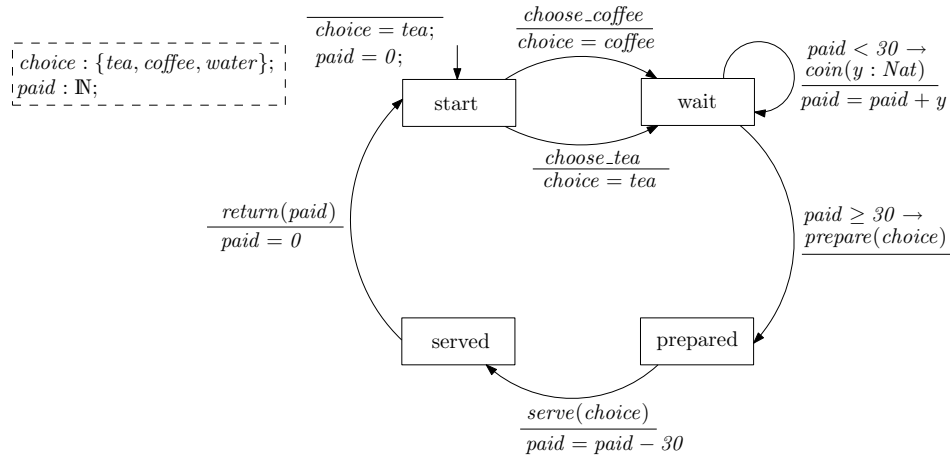 choice : {tea, coffee, water};
paid : ℕ;
choice = tea;
paid = 0;
choose_coffee
choice = coffee
paid < 30 →
coin(y : Nat)
paid = paid + y
start
wait
choose_tea
choice = tea
return(paid)
paid = 0
paid ≥ 30 →
prepare(choice)
served
prepared
serve(choice)
paid = paid − 30